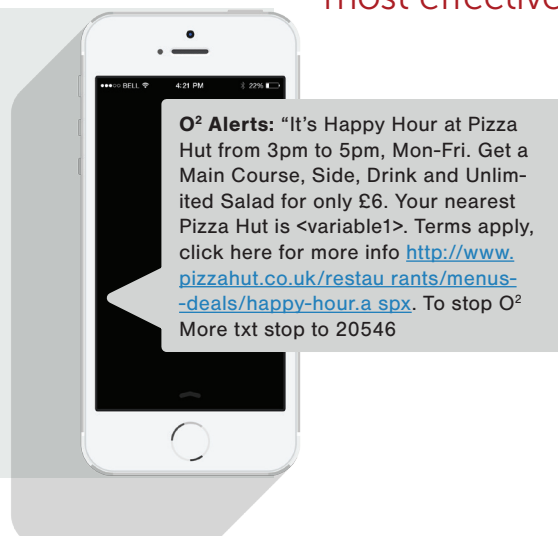 most effective
●●●○○ BELL 4:21 PM 22%
O² Alerts: “It’s Happy Hour at Pizza
Hut from 3pm to 5pm, Mon-Fri. Get a
Main Course, Side, Drink and Unlim-
ited Salad for only £6. Your nearest
Pizza Hut is <variable1>. Terms apply,
click here for more info http://www.
pizzahut.co.uk/restau rants/menus-
-deals/happy-hour.a spx. To stop O²
More txt stop to 20546